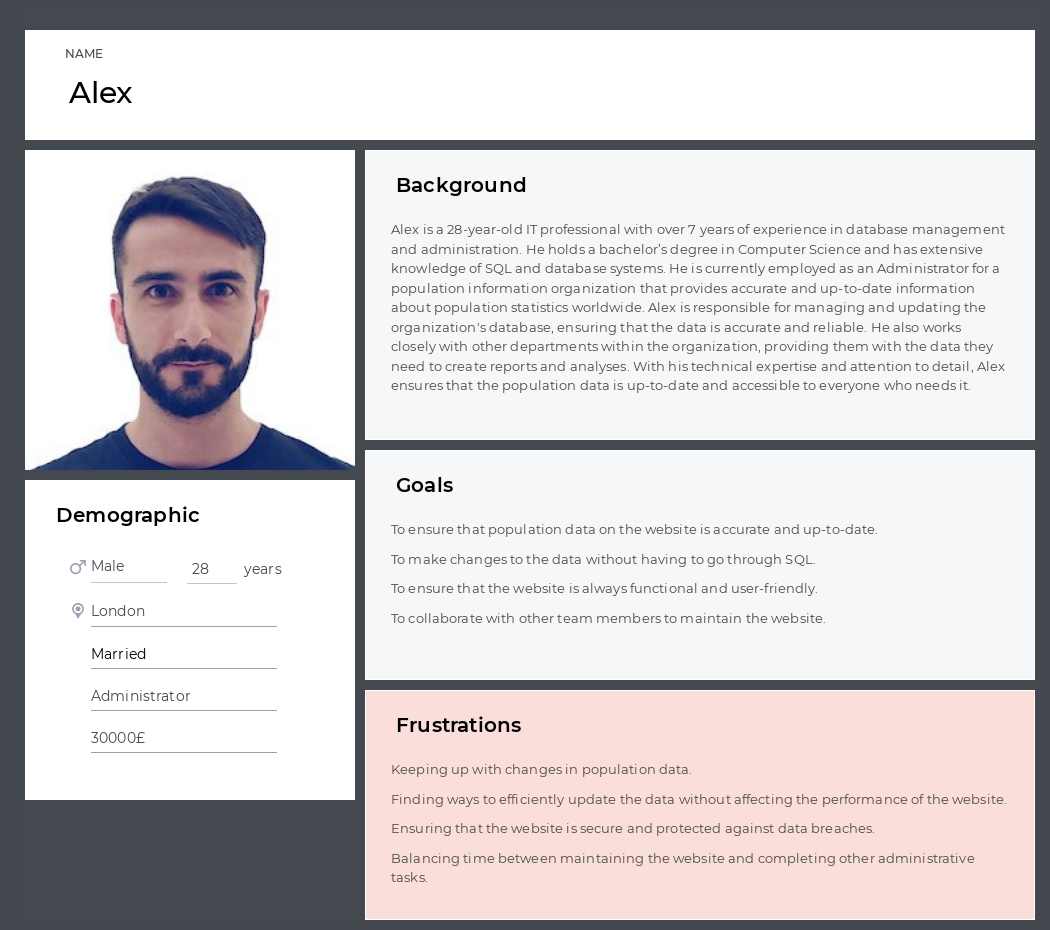 NAME
Alex
Background
Alex is a 28-year-old IT professional with over 7 years of experience in database management
and administration. He holds a bachelor's degree in Computer Science and has extensive
knowledge of SQL and database systems. He is currently employed as an Administrator for a
population information organization that provides accurate and up-to-date information
about population statistics worldwide. Alex is responsible for managing and updating the
organization's database, ensuring that the data is accurate and reliable. He also works
closely with other departments within the organization, providing them with the data they
need to create reports and analyses. With his technical expertise and attention to detail, Alex
ensures that the population data is up-to-date and accessible to everyone who needs it.
Demographic
Male 28 years
London
Married
Administrator
30000£
Goals
To ensure that population data on the website is accurate and up-to-date.
To make changes to the data without having to go through SQL.
To ensure that the website is always functional and user-friendly.
To collaborate with other team members to maintain the website.
Frustrations
Keeping up with changes in population data.
Finding ways to efficiently update the data without affecting the performance of the website.
Ensuring that the website is secure and protected against data breaches.
Balancing time between maintaining the website and completing other administrative
tasks.